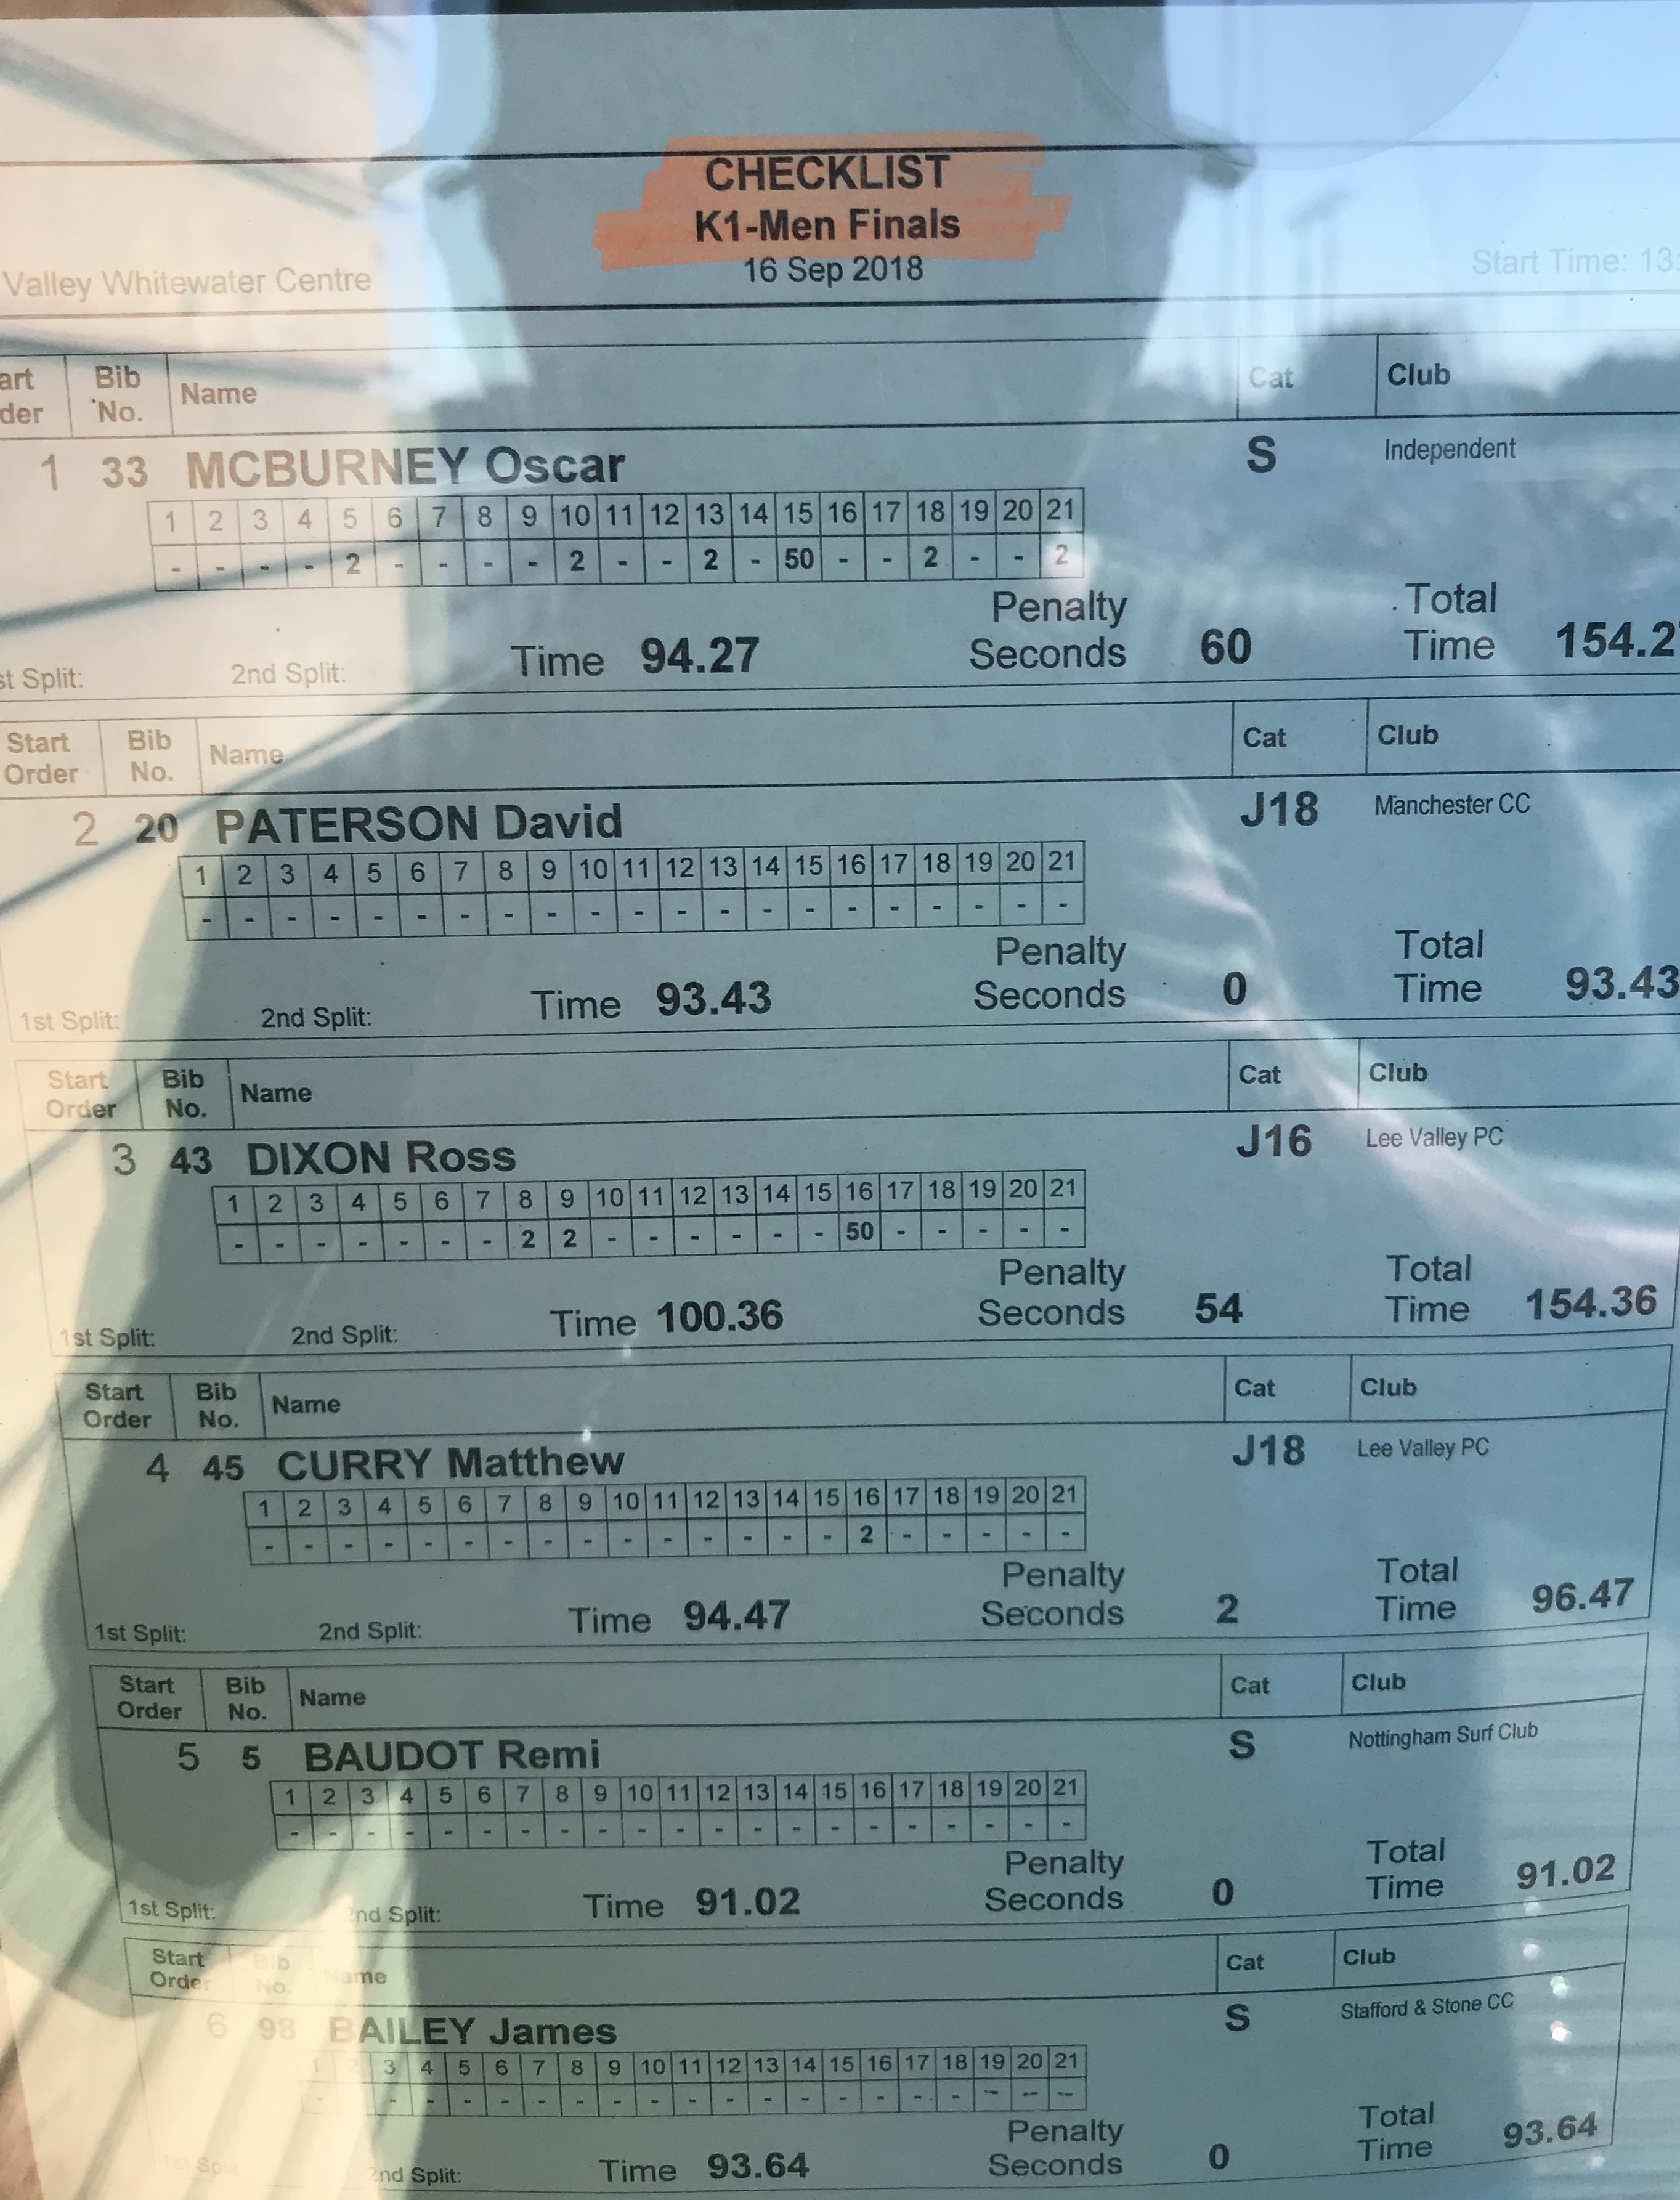 CHECKLIST
K1-Men Finals
16 Sep 2018
Valley Whitewater Centre Start Time: 13:
art Bib Name Cat Club
der No.
1 33 MCBURNEY Oscar S Independent
1 2 3 4 5 6 7 8 9 10 11 12 13 14 15 16 17 18 19 20 21
- - - - 2 - - - - 2 - - 2 - 50 - - 2 - - 2
Penalty Total
st Split: 2nd Split: Time 94.27 Seconds 60 Time 154.2
Start Bib Name Cat Club
Order No.
2 20 PATERSON David J18 Manchester CC
1 2 3 4 5 6 7 8 9 10 11 12 13 14 15 16 17 18 19 20 21
- - - - - - - - - - - - - - - - - - - - -
Penalty Total
1st Split: 2nd Split: Time 93.43 Seconds 0 Time 93.43
Start Bib Name Cat Club
Order No.
3 43 DIXON Ross J16 Lee Valley PC
1 2 3 4 5 6 7 8 9 10 11 12 13 14 15 16 17 18 19 20 21
- - - - - - - 2 2 - - - - - - 50 - - - - -
Penalty Total
1st Split: 2nd Split: Time 100.36 Seconds 54 Time 154.36
Start Bib Name Cat Club
Order No.
4 45 CURRY Matthew J18 Lee Valley PC
1 2 3 4 5 6 7 8 9 10 11 12 13 14 15 16 17 18 19 20 21
- - - - - - - - - - - - - - - 2 - - - - -
Penalty Total
1st Split: 2nd Split: Time 94.47 Seconds 2 Time 96.47
Start Bib Name Cat Club
Order No.
5 5 BAUDOT Remi S Nottingham Surf Club
1 2 3 4 5 6 7 8 9 10 11 12 13 14 15 16 17 18 19 20 21
- - - - - - - - - - - - - - - - - - - - -
Penalty Total
1st Split: 2nd Split: Time 91.02 Seconds 0 Time 91.02
Start Bib Name Cat Club
Order No.
6 98 BAILEY James S Stafford & Stone CC
1 2 3 4 5 6 7 8 9 10 11 12 13 14 15 16 17 18 19 20 21
- - - - - - - - - - - - - - - - - - - - -
Penalty Total
1st Split 2nd Split: Time 93.64 Seconds 0 Time 93.64